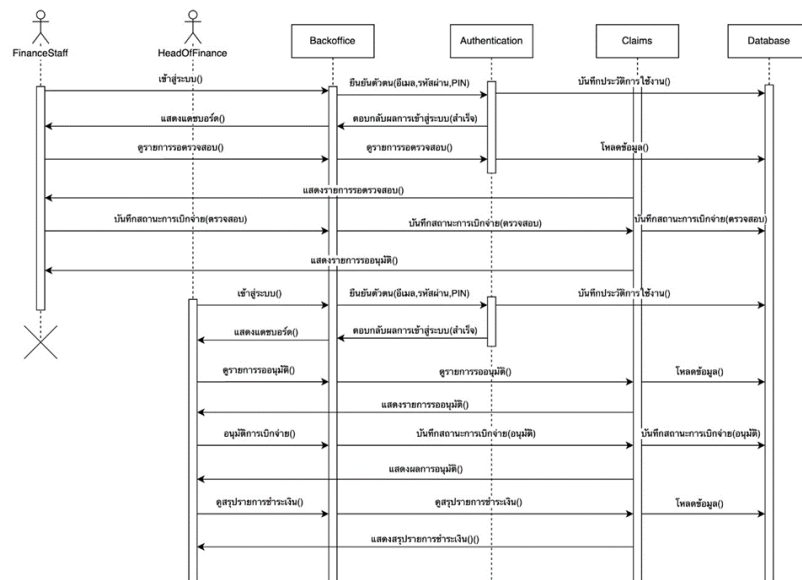 FinanceStaff
HeadOfFinance
Backoffice
Authentication
Claims
Database
เข้าสู่ระบบ()
ยืนยันตัวตน(อีเมล,รหัสผ่าน,PIN)
บันทึกประวัติการใช้งาน()
แสดงแดชบอร์ด()
ตอบกลับผลการเข้าสู่ระบบ(สำเร็จ)
ดูรายการรอตรวจสอบ()
ดูรายการรอตรวจสอบ()
โหลดข้อมูล()
แสดงรายการรอตรวจสอบ()
บันทึกสถานะการเบิกจ่าย(ตรวจสอบ)
บันทึกสถานะการเบิกจ่าย(ตรวจสอบ)
บันทึกสถานะการเบิกจ่าย(ตรวจสอบ)
แสดงรายการรออนุมัติ()
เข้าสู่ระบบ()
ยืนยันตัวตน(อีเมล,รหัสผ่าน,PIN)
บันทึกประวัติการใช้งาน()
แสดงแดชบอร์ด()
ตอบกลับผลการเข้าสู่ระบบ(สำเร็จ)
ดูรายการรออนุมัติ()
ดูรายการรออนุมัติ()
โหลดข้อมูล()
แสดงรายการรออนุมัติ()
อนุมัติการเบิกจ่าย()
บันทึกสถานะการเบิกจ่าย(อนุมัติ)
บันทึกสถานะการเบิกจ่าย(อนุมัติ)
แสดงผลการอนุมัติ()
ดูสรุปรายการชำระเงิน()
ดูสรุปรายการชำระเงิน()
โหลดข้อมูล()
แสดงสรุปรายการชำระเงิน()()